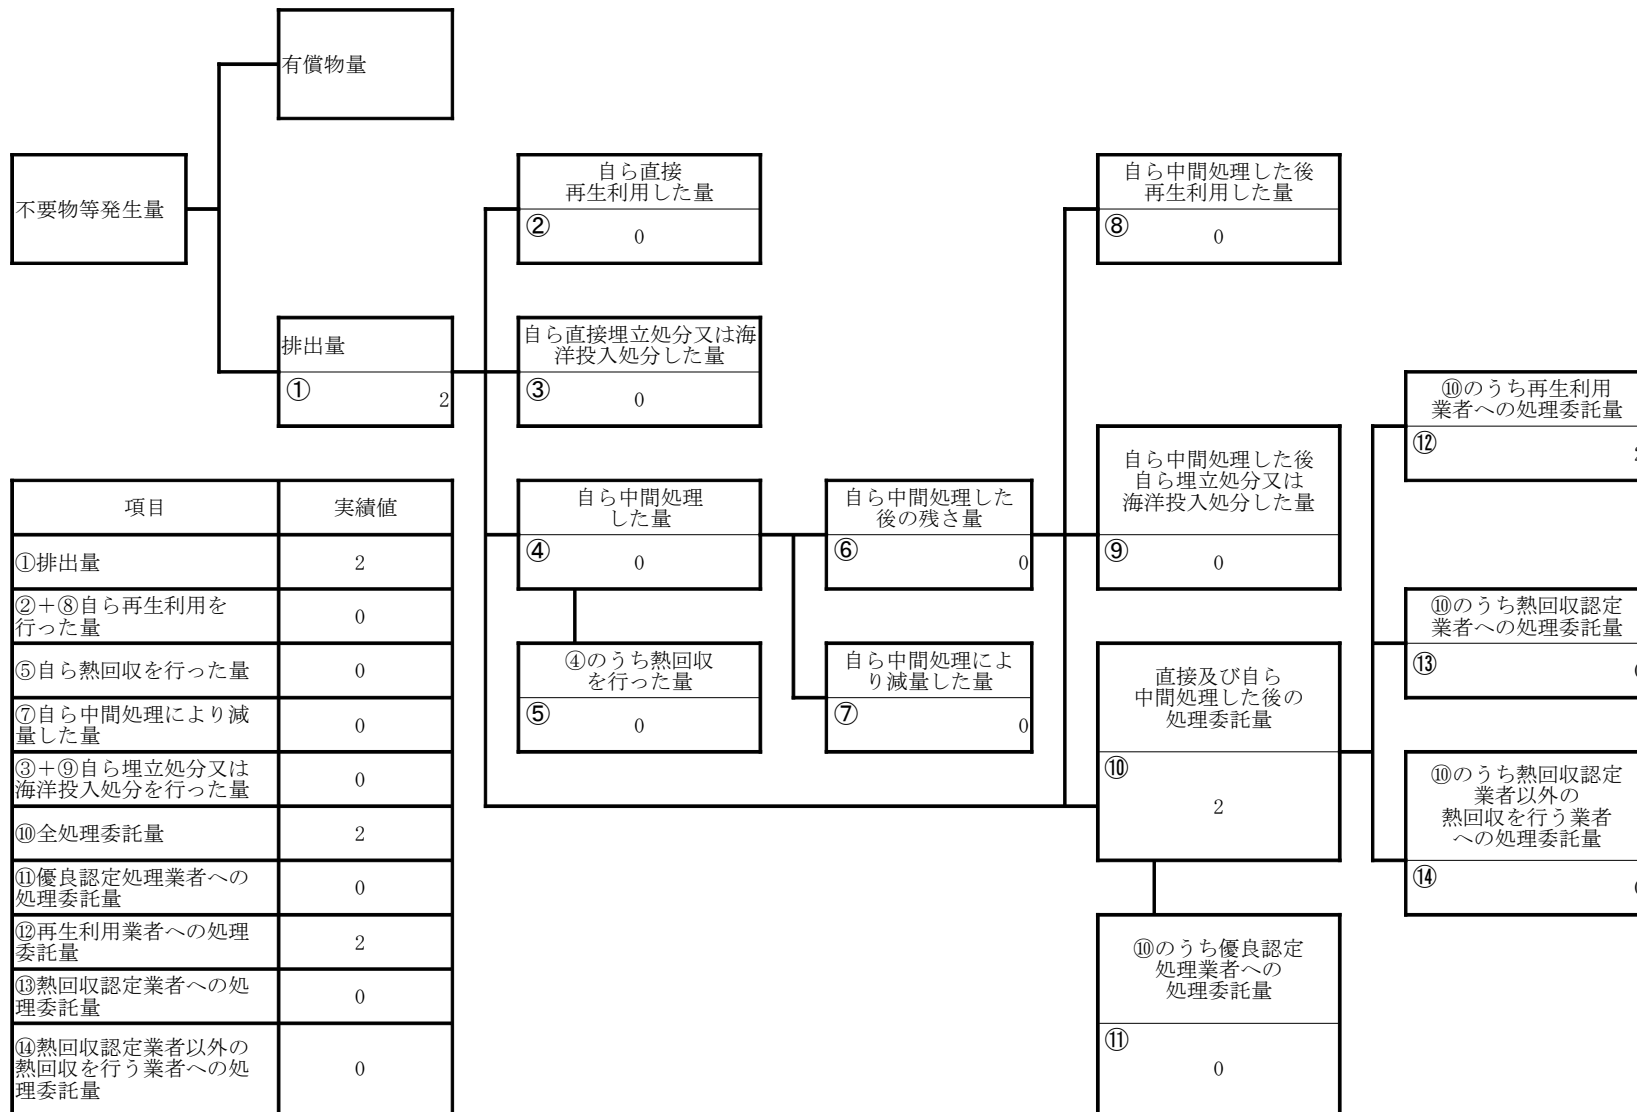 有償物量
不要物等発生量
自ら直接
再生利用した量
②
0
自ら中間処理した後
再生利用した量
⑧
0
排出量
①
2
自ら直接埋立処分又は海
洋投入処分した量
③
0
⑩のうち再生利用
業者への処理委託量
⑫
自ら中間処理した後
自ら埋立処分又は
海洋投入処分した量
⑨
0
自ら中間処理
した量
④
0
自ら中間処理した
後の残さ量
⑥
0
⑩のうち熱回収認定
業者への処理委託量
⑬
④のうち熱回収
を行った量
⑤
0
自ら中間処理によ
り減量した量
⑦
0
直接及び自ら
中間処理した後の
処理委託量
⑩
2
⑩のうち熱回収認定
業者以外の
熱回収を行う業者
への処理委託量
⑭
⑩のうち優良認定
処理業者への
処理委託量
⑪
0
項目 実績値
①排出量 2
②+⑧自ら再生利用を
行った量 0
⑤自ら熱回収を行った量 0
⑦自ら中間処理により減
量した量 0
③+⑨自ら埋立処分又は
海洋投入処分を行った量 0
⑩全処理委託量 2
⑪優良認定処理業者への
処理委託量 0
⑫再生利用業者への処理
委託量 2
⑬熱回収認定業者への処
理委託量 0
⑭熱回収認定業者以外の
熱回収を行う業者への処
理委託量 0